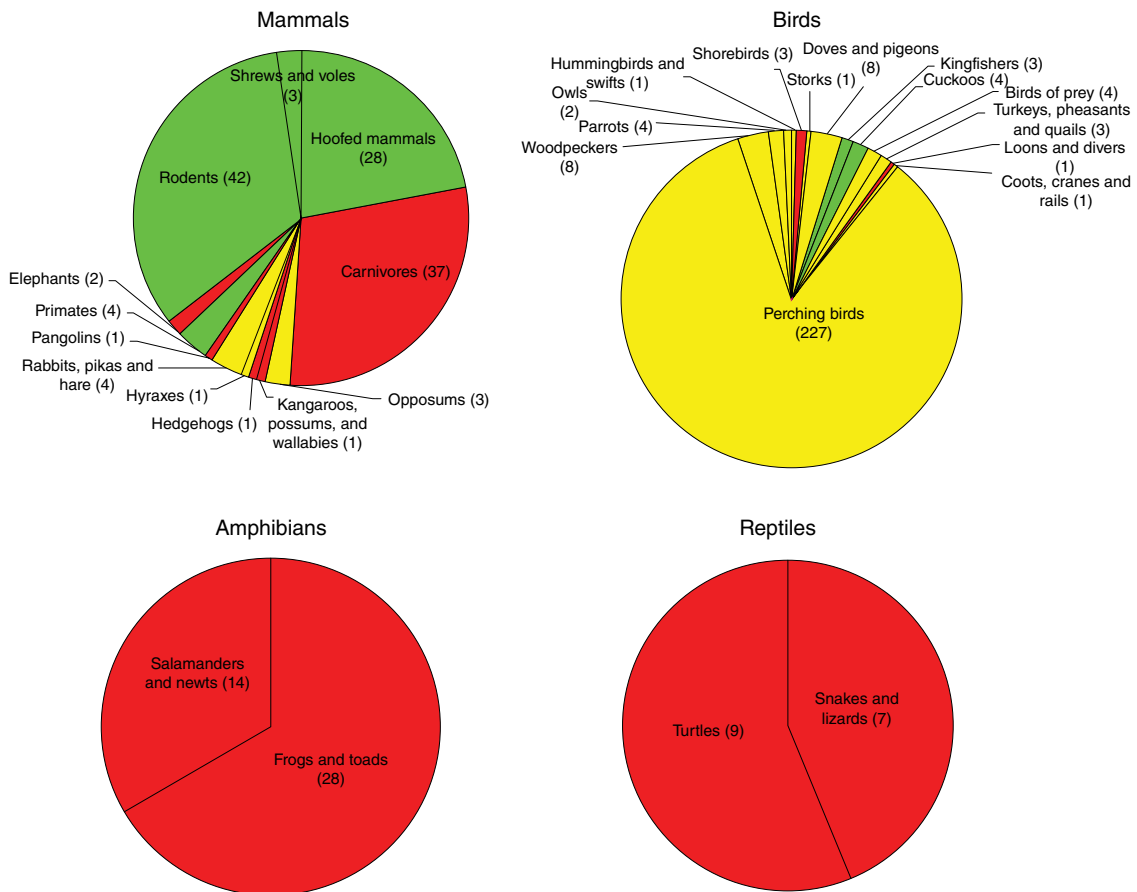 Mammals
Shrews and voles
(3)
Hoofed mammals
(28)
Rodents (42)
Carnivores (37)
Elephants (2)
Primates (4)
Pangolins (1)
Rabbits, pikas and
hare (4)
Hyraxes (1)
Hedgehogs (1)
Kangaroos,
possums, and
wallabies
(1)
Opposums (3)
Birds
Hummingbirds and
swifts (1)
Shorebirds (3)
Doves and pigeons
(8)
Storks (1)
Kingfishers (3)
Cuckoos (4)
Owls
(2)
Parrots (4)
Woodpeckers
(8)
Birds of prey (4)
Turkeys, pheasants
and quails (3)
Loons and divers
(1)
Coots, cranes and
rails (1)
Perching birds
(227)
Amphibians
Salamanders
and newts (14)
Frogs and toads
(28)
Reptiles
Turtles (9)
Snakes and
lizards (7)